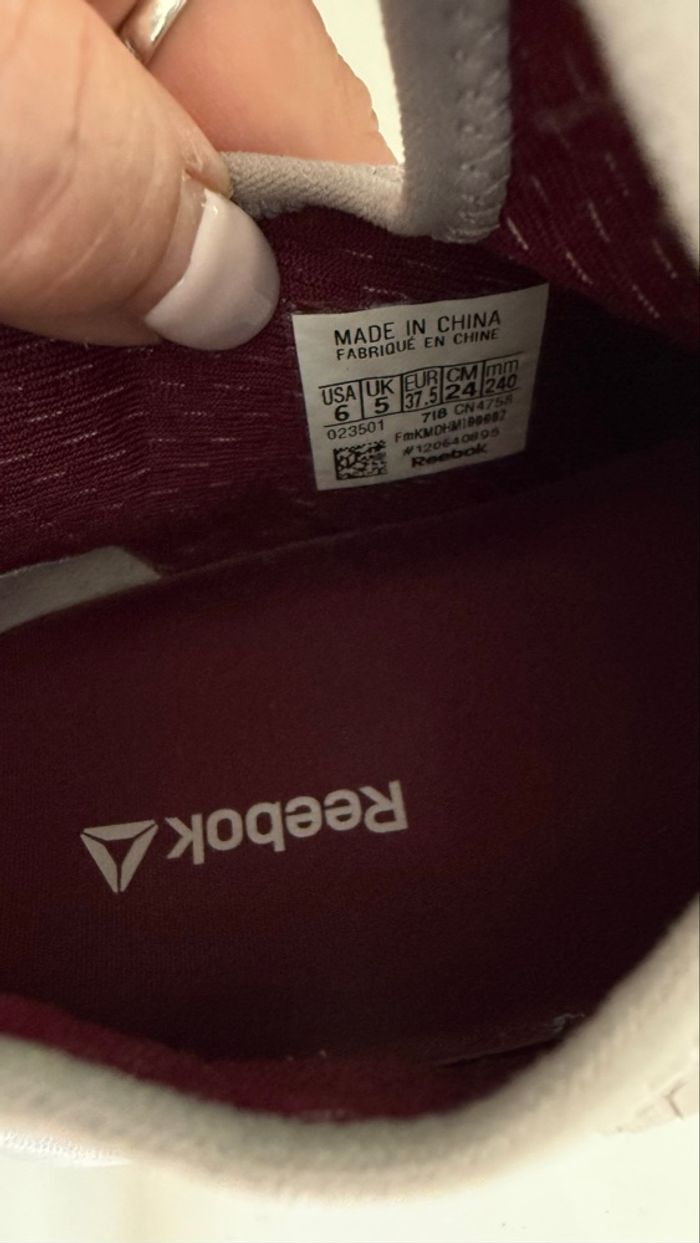 MADE IN CHINA
FABRIQUÉ EN CHINE
USA UK EUR CM mm
6 5 37.5 24 240
023501 718 CN4758
#120640895
Reebok
Reebok